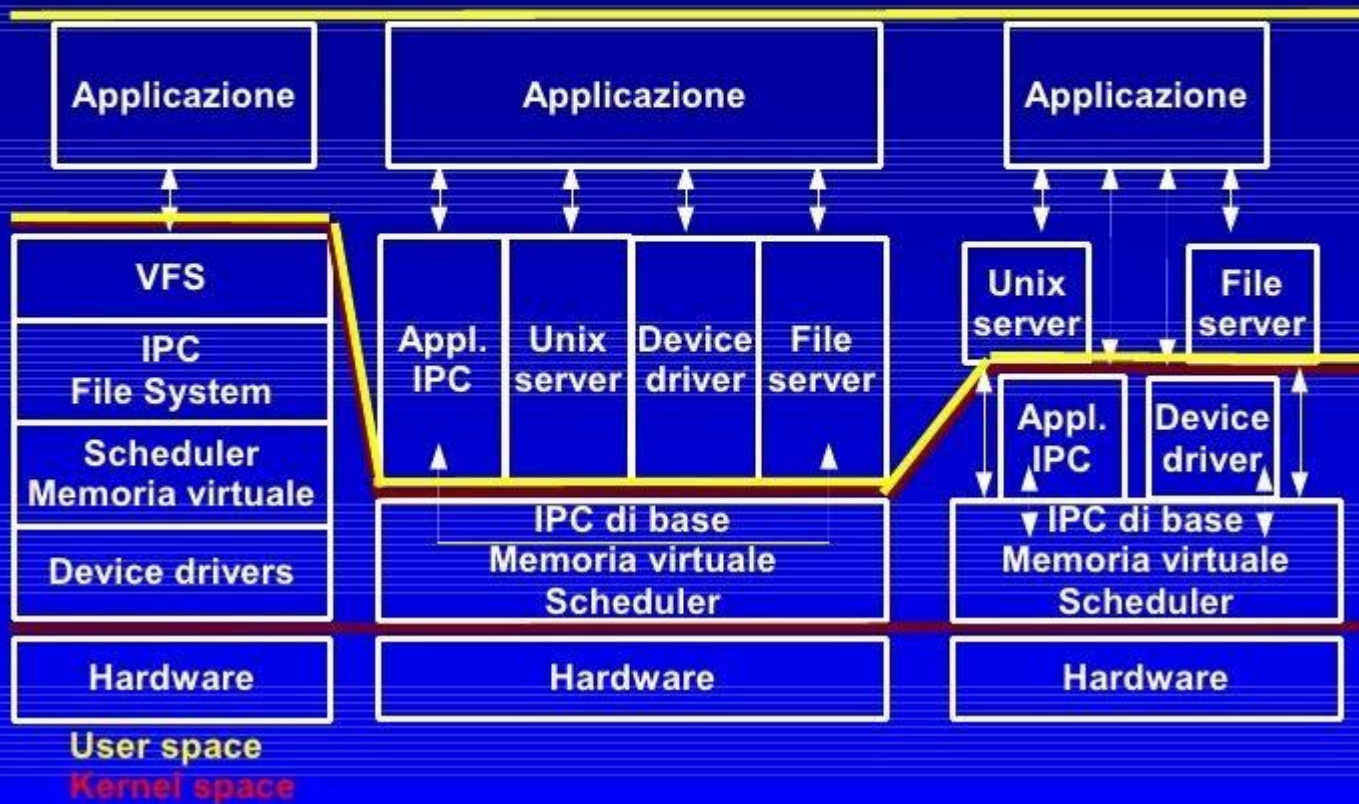 Applicazione
Applicazione
Applicazione
VFS
IPC
File System
Scheduler
Memoria virtuale
Device drivers
Hardware
Appl.
IPC
Unix
server
Device
driver
File
server
IPC di base
Memoria virtuale
Scheduler
Hardware
Unix
server
File
server
Appl.
IPC
Device
driver
IPC di base
Memoria virtuale
Scheduler
Hardware
User space
Kernel space